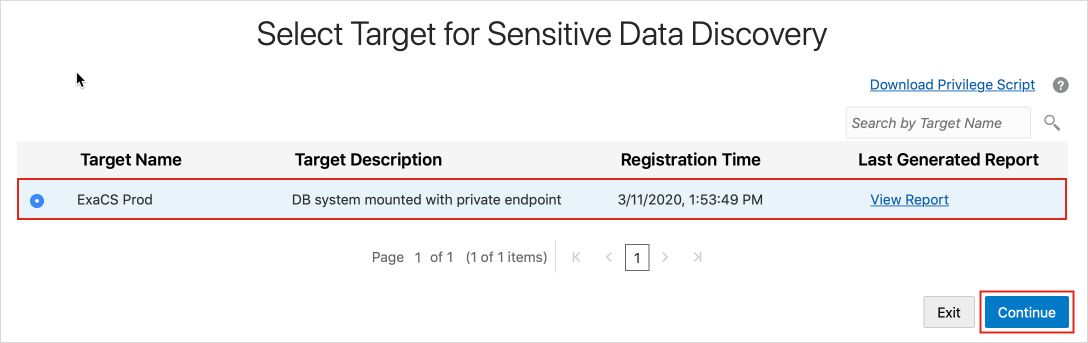 Select Target for Sensitive Data Discovery
Download Privilege Script ?
Search by Target Name
Target Name Target Description Registration Time Last Generated Report
ExaCS Prod DB system mounted with private endpoint 3/11/2020, 1:53:49 PM View Report
Page 1 of 1 (1 of 1 items) 1
Exit Continue